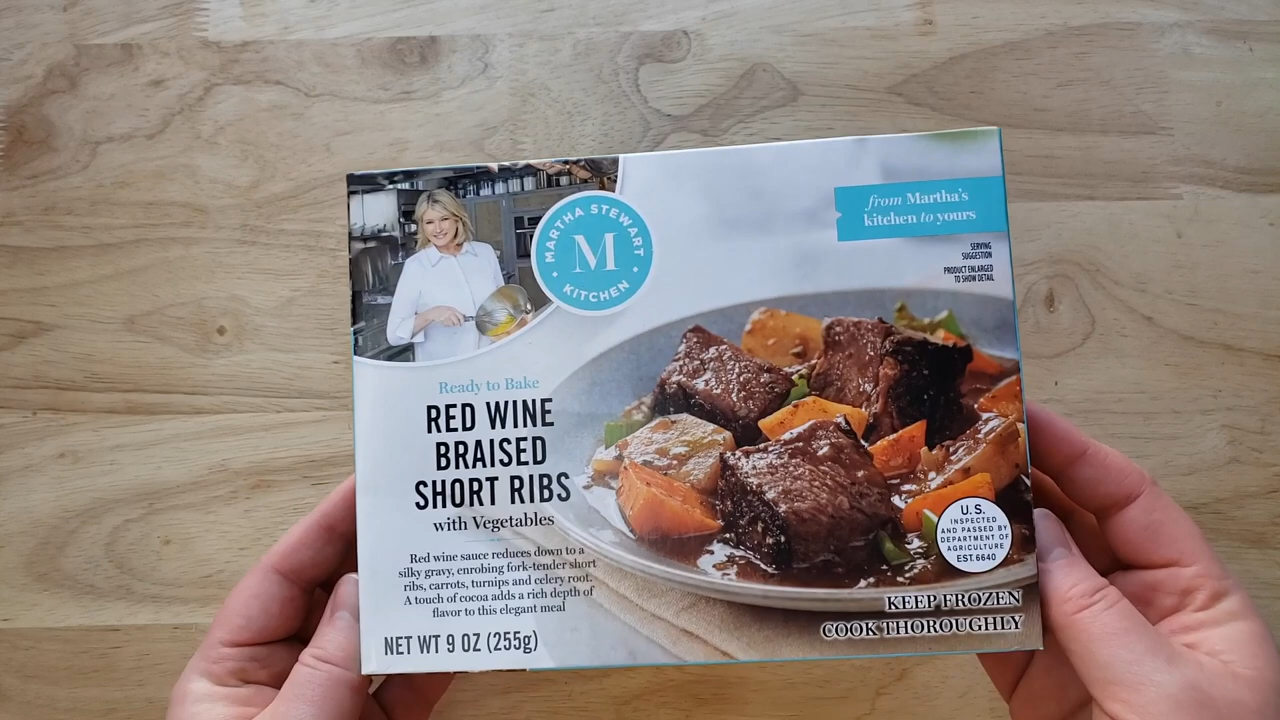 MARTHA STEWART
M
KITCHEN
from Martha's
kitchen to yours
SERVING
SUGGESTION
PRODUCT ENLARGED
TO SHOW DETAIL
Ready to Bake
RED WINE
BRAISED
SHORT RIBS
with Vegetables
Red wine sauce reduces down to a
silky gravy, enrobing fork-tender short
ribs, carrots, turnips and celery root.
A touch of cocoa adds a rich depth of
flavor to this elegant meal
NET WT 9 OZ (255g)
U.S.
INSPECTED
AND PASSED BY
DEPARTMENT OF
AGRICULTURE
EST. 6640
KEEP FROZEN
COOK THOROUGHLY